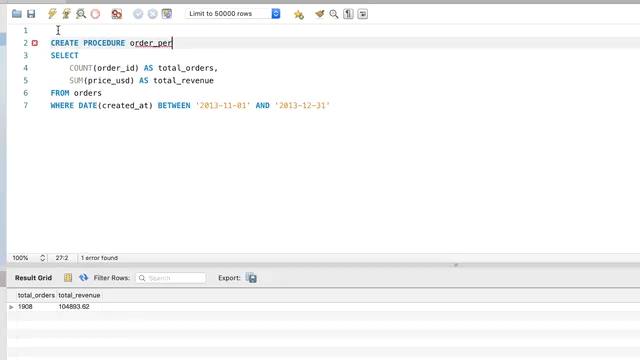 Limit to 50000 rows
1
2 CREATE PROCEDURE order_per
3 SELECT
4 COUNT(order_id) AS total_orders,
5 SUM(price_usd) AS total_revenue
6 FROM orders
7 WHERE DATE(created_at) BETWEEN '2013-11-01' AND '2013-12-31'
100% 27:2 1 error found
Result Grid Filter Rows: Search Export:
total_orders total_revenue
1908 104893.62